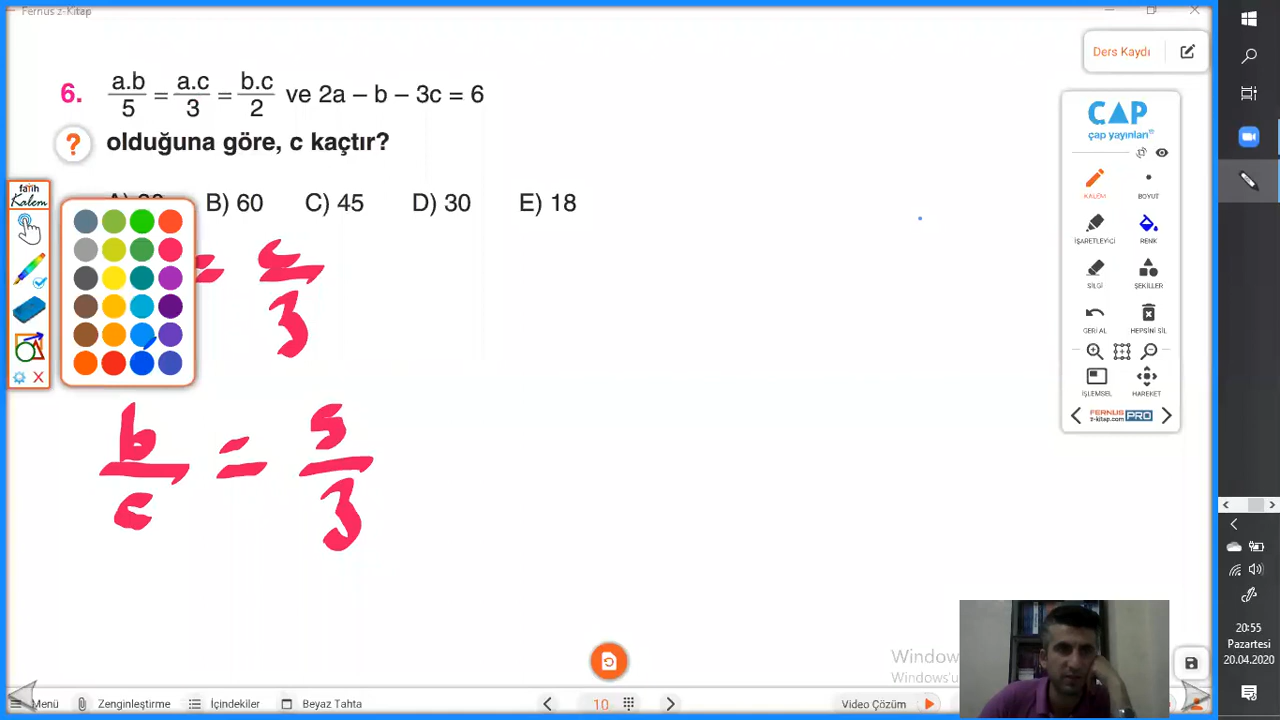 Fernus z-Kitap
Ders Kaydı
6. a.b/5 = a.c/3 = b.c/2 ve 2a – b – 3c = 6
? olduğuna göre, c kaçtır?
B) 60 C) 45 D) 30 E) 18
fatih
Kalem
= c/3
b/c = 5/3
CAP
çap yayınları
KALEM BOYUT
İŞARETLEYİCİ RENK
SİLGİ ŞEKİLLER
GERİ AL HEPSİNİ SİL
İŞLEMSEL HAREKET
FERNUS PRO
z-kitap.com
Window
Windows'u
Menü Zenginleştirme İçindekiler Beyaz Tahta 10 Video Çözüm
20:55
Pazartesi
20.04.2020